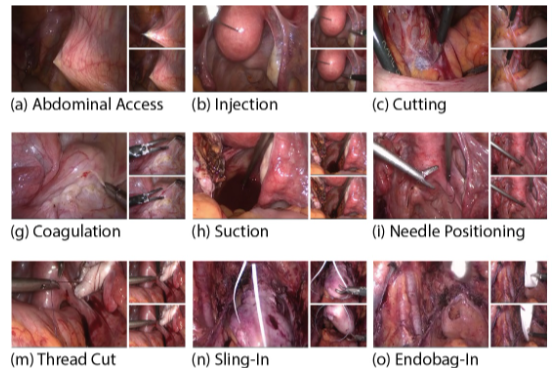 (a) Abdominal Access
(b) Injection
(c) Cutting
(g) Coagulation
(h) Suction
(i) Needle Positioning
(m) Thread Cut
(n) Sling-In
(o) Endobag-In